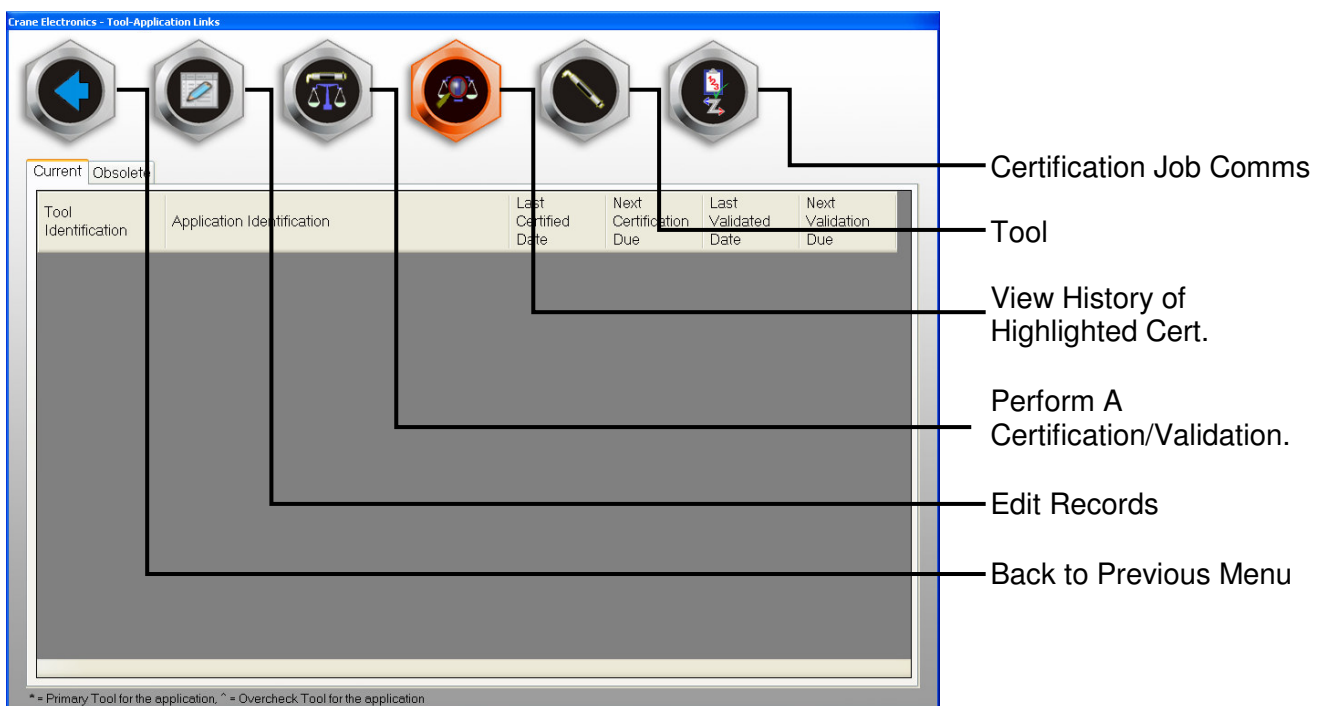 Crane Electronics - Tool-Application Links
123
Z
Current Obsolete
Tool
Identification
Application Identification
Last
Certified
Date
Next
Certification
Due
Last
Validated
Date
Next
Validation
Due
* = Primary Tool for the application, ^ = Overcheck Tool for the application
Certification Job Comms
Tool
View History of
Highlighted Cert.
Perform A
Certification/Validation.
Edit Records
Back to Previous Menu